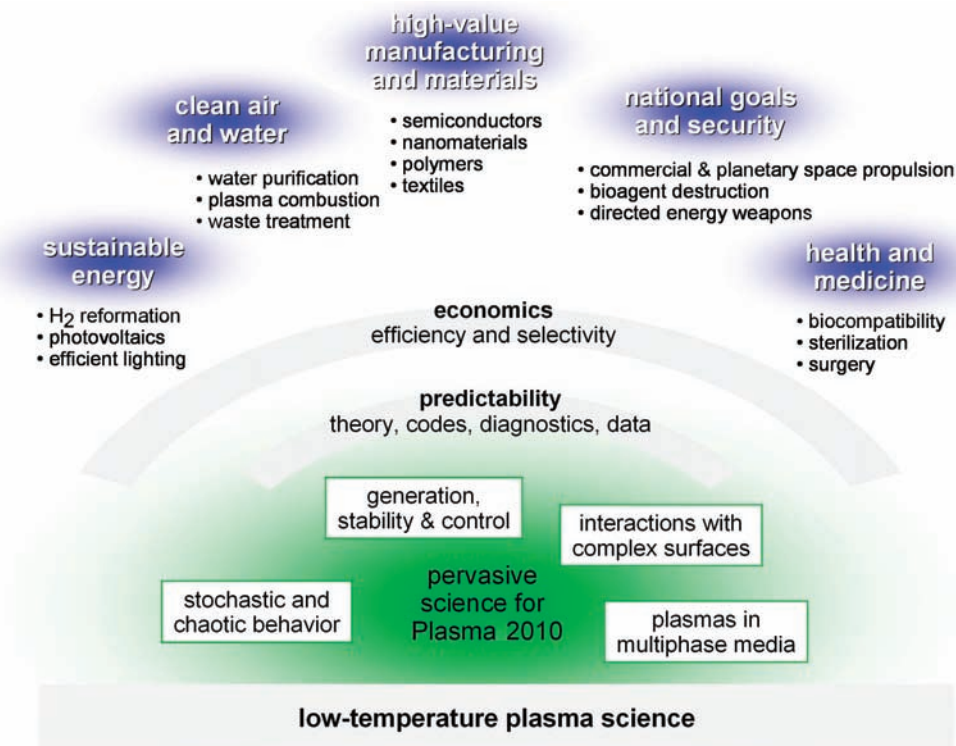 high-value
manufacturing
and materials
• semiconductors
• nanomaterials
• polymers
• textiles
clean air
and water
• water purification
• plasma combustion
• waste treatment
national goals
and security
• commercial & planetary space propulsion
• bioagent destruction
• directed energy weapons
sustainable
energy
• H2 reformation
• photovoltaics
• efficient lighting
health and
medicine
• biocompatibility
• sterilization
• surgery
economics
efficiency and selectivity
predictability
theory, codes, diagnostics, data
generation,
stability & control
interactions with
complex surfaces
stochastic and
chaotic behavior
pervasive
science for
Plasma 2010
plasmas in
multiphase media
low-temperature plasma science